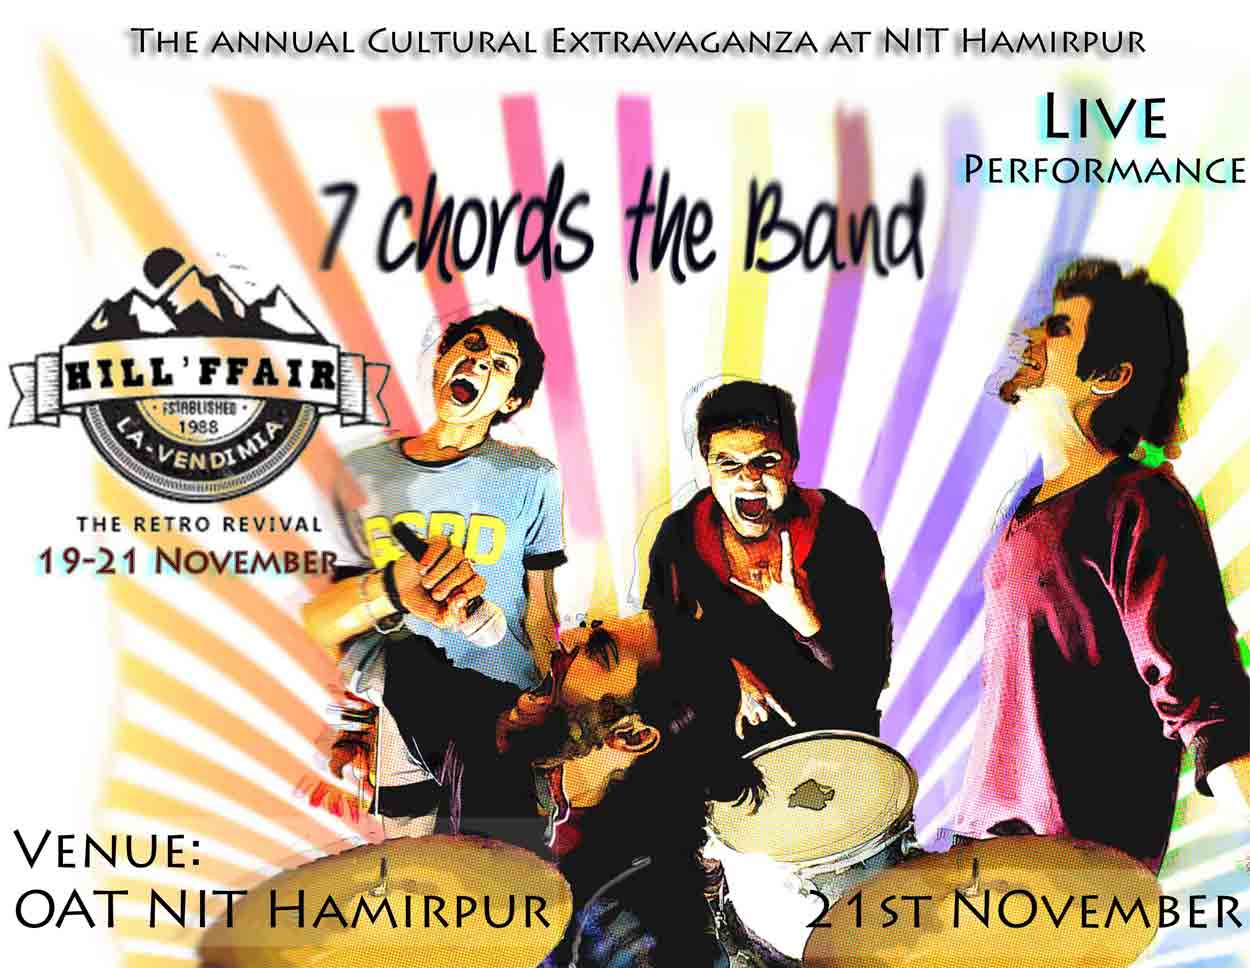 The annual Cultural Extravaganza at NIT Hamirpur
Live
Performance
7 chords the Band
HILL'FFAIR
ESTABLISHED
1988
LA-VENDIMIA
THE RETRO REVIVAL
19-21 November
Venue:
OAT NIT Hamirpur
21st NOvember